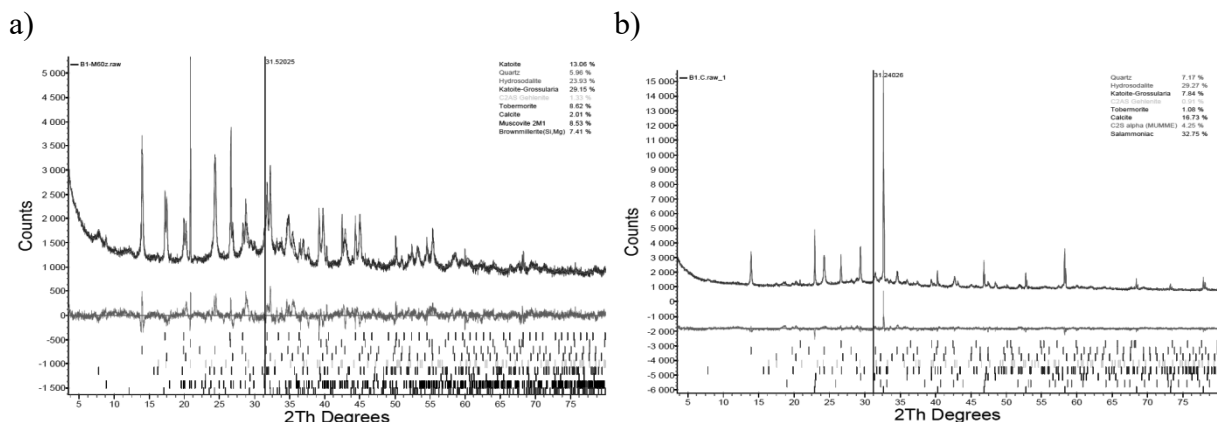 a)
31.52025
B1-M60z.raw
Katoite 13.06 %
Quartz 5.96 %
Hydrosodalite 23.93 %
Katoite-Grossularia 29.15 %
C2AS Gehlenite 1.33 %
Tobermorite 8.62 %
Calcite 2.01 %
Muscovite 2M1 8.53 %
Brownmillerite(Si,Mg) 7.41 %
Counts
5 000
4 500
4 000
3 500
3 000
2 500
2 000
1 500
1 000
500
0
-500
-1 000
-1 500
5 10 15 20 25 30 35 40 45 50 55 60 65 70 75
2Th Degrees
b)
31.24026
B1.C.raw_1
Quartz 7.17 %
Hydrosodalite 29.27 %
Katoite-Grossularia 7.84 %
C2AS Gehlenite 0.91 %
Tobermorite 1.08 %
Calcite 16.73 %
C2S alpha (MUMME) 4.25 %
Salammoniac 32.75 %
Counts
15 000
14 000
13 000
12 000
11 000
10 000
9 000
8 000
7 000
6 000
5 000
4 000
3 000
2 000
1 000
0
-1 000
-2 000
-3 000
-4 000
-5 000
-6 000
5 10 15 20 25 30 35 40 45 50 55 60 65 70 75
2Th Degrees